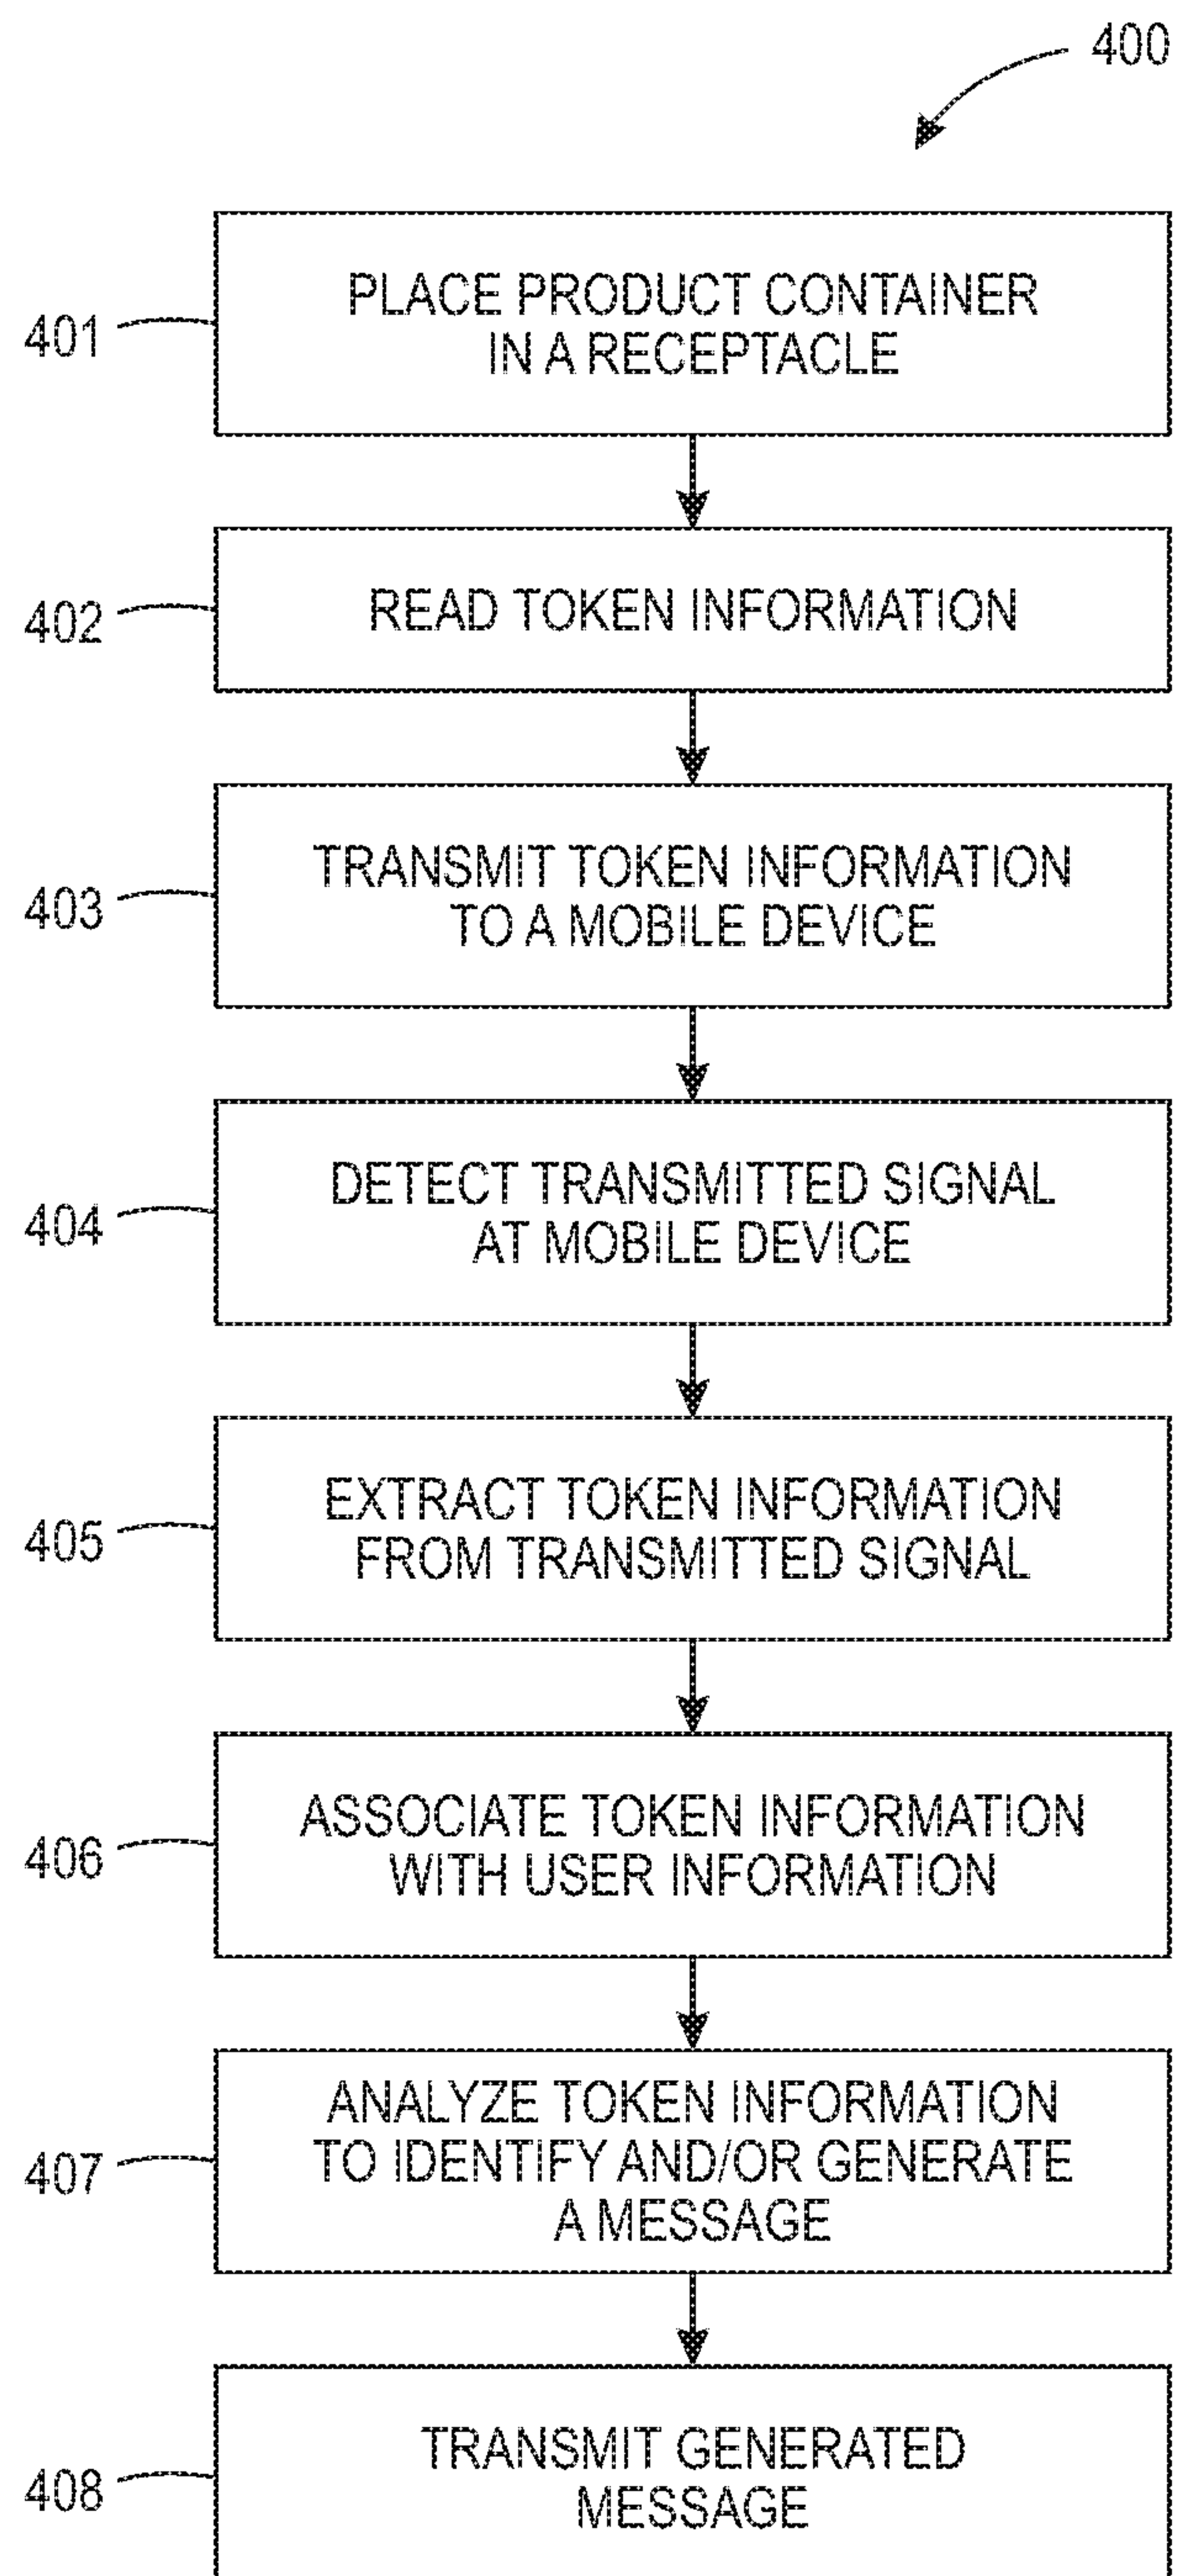 400
401
PLACE PRODUCT CONTAINER
IN A RECEPTACLE
402
READ TOKEN INFORMATION
403
TRANSMIT TOKEN INFORMATION
TO A MOBILE DEVICE
404
DETECT TRANSMITTED SIGNAL
AT MOBILE DEVICE
405
EXTRACT TOKEN INFORMATION
FROM TRANSMITTED SIGNAL
406
ASSOCIATE TOKEN INFORMATION
WITH USER INFORMATION
407
ANALYZE TOKEN INFORMATION
TO IDENTIFY AND/OR GENERATE
A MESSAGE
408
TRANSMIT GENERATED
MESSAGE